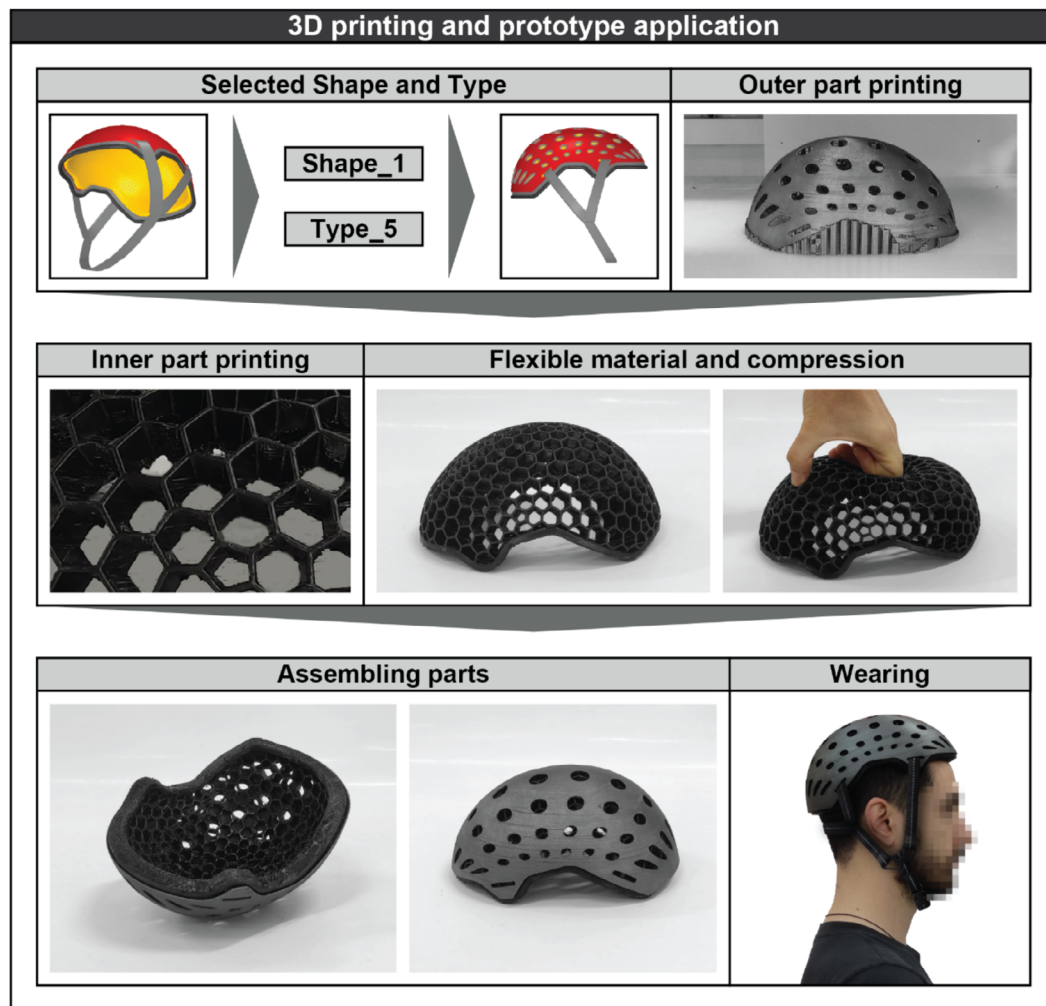 3D printing and prototype application
Selected Shape and Type
Outer part printing
Shape_1
Type_5
Inner part printing
Flexible material and compression
Assembling parts
Wearing